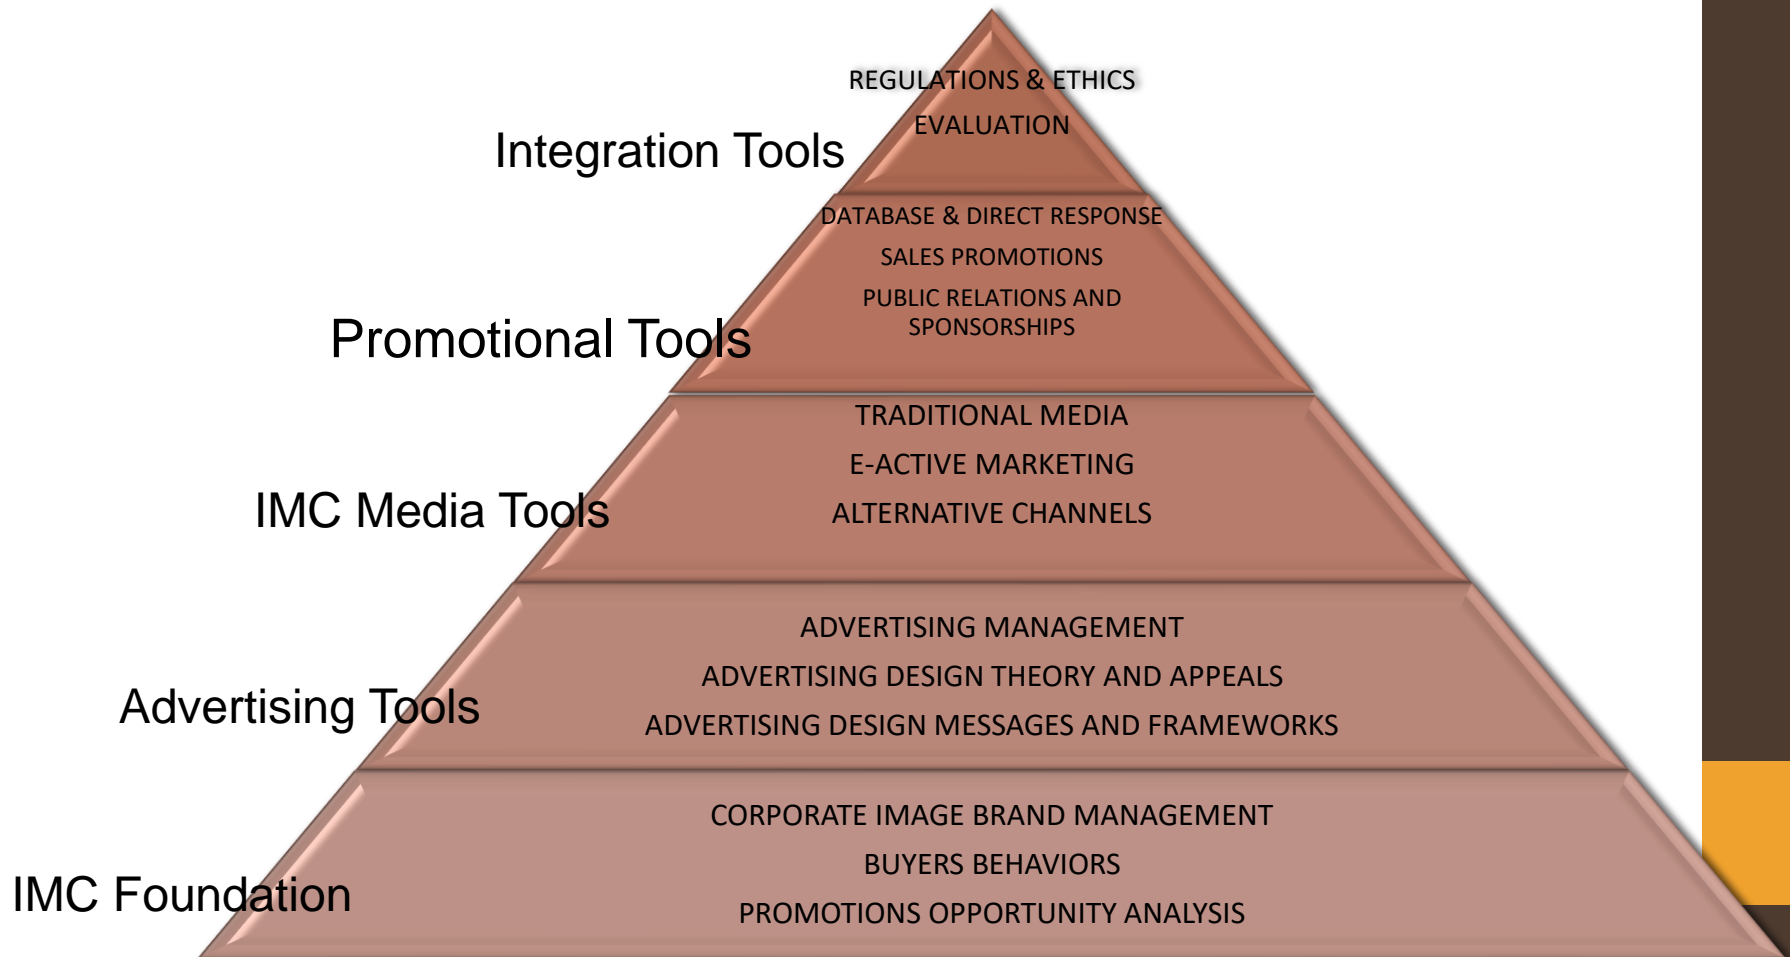 REGULATIONS & ETHICS
EVALUATION
Integration Tools
DATABASE & DIRECT RESPONSE
SALES PROMOTIONS
PUBLIC RELATIONS AND
SPONSORSHIPS
Promotional Tools
TRADITIONAL MEDIA
E-ACTIVE MARKETING
ALTERNATIVE CHANNELS
IMC Media Tools
ADVERTISING MANAGEMENT
ADVERTISING DESIGN THEORY AND APPEALS
ADVERTISING DESIGN MESSAGES AND FRAMEWORKS
Advertising Tools
CORPORATE IMAGE BRAND MANAGEMENT
BUYERS BEHAVIORS
PROMOTIONS OPPORTUNITY ANALYSIS
IMC Foundation